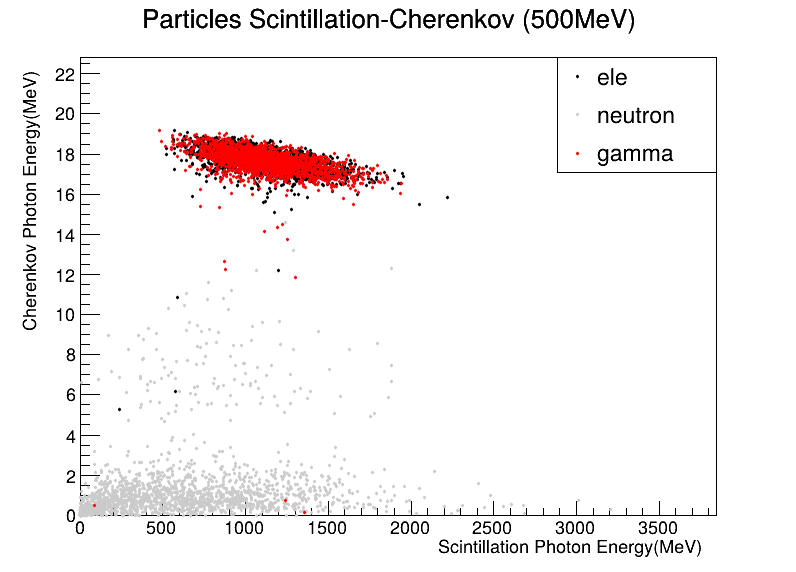 Particles Scintillation-Cherenkov (500MeV)
Cherenkov Photon Energy(MeV)
22
20
18
16
14
12
10
8
6
4
2
0
ele
neutron
gamma
0 500 1000 1500 2000 2500 3000 3500
Scintillation Photon Energy(MeV)